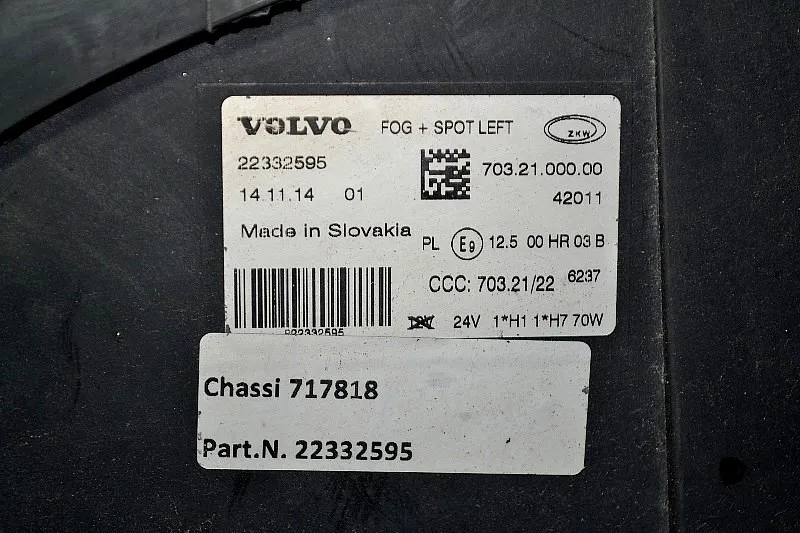 VOLVO FOG + SPOT LEFT ZKW
22332595 703.21.000.00
14.11.14 01 42011
Made in Slovakia PL E9 12.5 00 HR 03 B
CCC: 703.21/22 6237
P22332595 24V 1*H1 1*H7 70W
Chassi 717818
Part.N. 22332595